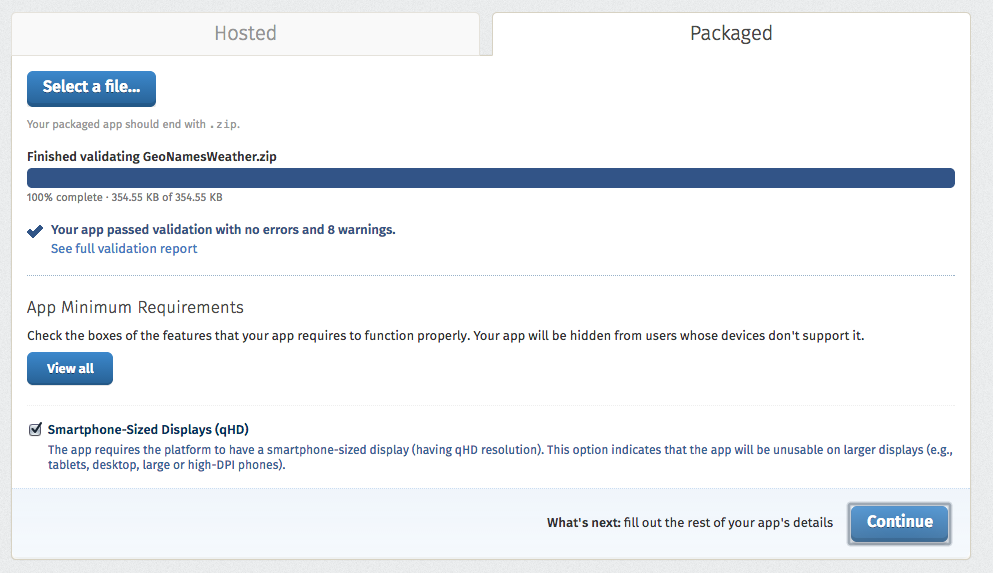 Hosted
Packaged
Select a file...
Your packaged app should end with .zip.
Finished validating GeoNamesWeather.zip
100% complete · 354.55 KB of 354.55 KB
Your app passed validation with no errors and 8 warnings.
See full validation report
App Minimum Requirements
Check the boxes of the features that your app requires to function properly. Your app will be hidden from users whose devices don't support it.
View all
Smartphone-Sized Displays (qHD)
The app requires the platform to have a smartphone-sized display (having qHD resolution). This option indicates that the app will be unusable on larger displays (e.g.,
tablets, desktop, large or high-DPI phones).
What's next: fill out the rest of your app's details
Continue